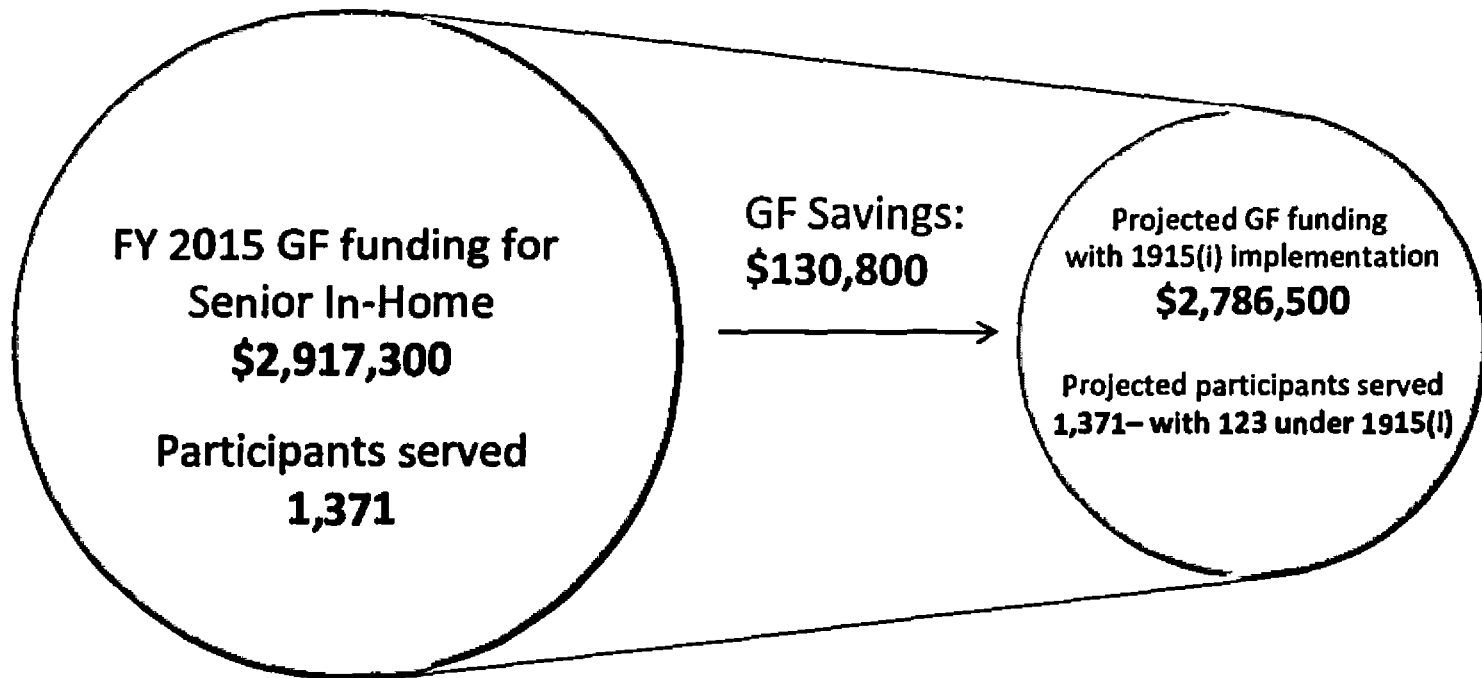 FY 2015 GF funding for
Senior In-Home
$2,917,300
Participants served
1,371
GF Savings:
$130,800
Projected GF funding
with 1915(i) implementation
$2,786,500
Projected participants served
1,371– with 123 under 1915(I)